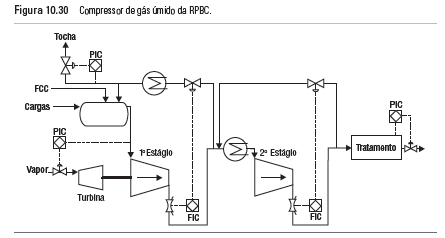 Figura 10.30 Compressor de gás úmido da RPBC.
Tocha
PIC
FCC
Cargas
PIC
PIC
1º Estágio
2º Estágio
Tratamento
Vapor
Turbina
FIC
FIC